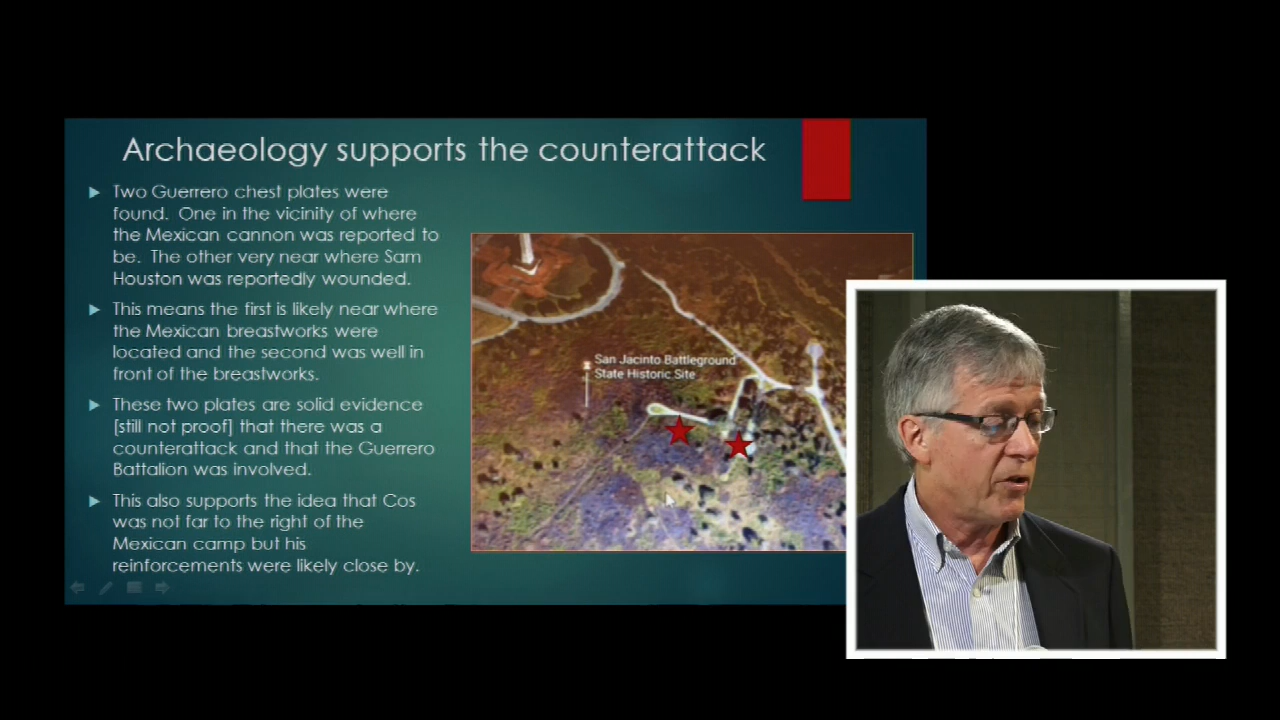 Archaeology supports the counterattack
Two Guerrero chest plates were
found. One in the vicinity of where
the Mexican cannon was reported to
be. The other very near where Sam
Houston was reportedly wounded.
This means the first is likely near where
the Mexican breastworks were
located and the second was well in
front of the breastworks.
These two plates are solid evidence
[still not proof] that there was a
counterattack and that the Guerrero
Battalion was involved.
This also supports the idea that Cos
was not far to the right of the
Mexican camp but his
reinforcements were likely close by.
San Jacinto Battleground
State Historic Site